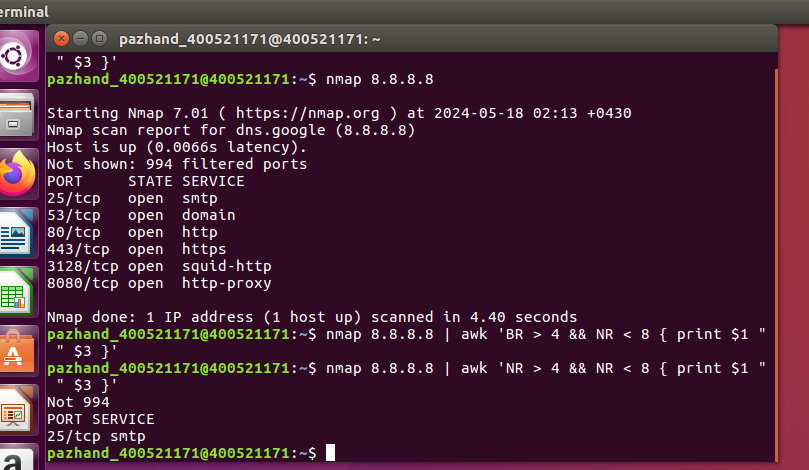 erminal
pazhand_400521171@400521171: ~
" $3 }'
pazhand_400521171@400521171:~$ nmap 8.8.8.8
Starting Nmap 7.01 ( https://nmap.org ) at 2024-05-18 02:13 +0430
Nmap scan report for dns.google (8.8.8.8)
Host is up (0.0066s latency).
Not shown: 994 filtered ports
PORT     STATE SERVICE
25/tcp   open  smtp
53/tcp   open  domain
80/tcp   open  http
443/tcp  open  https
3128/tcp open  squid-http
8080/tcp open  http-proxy
Nmap done: 1 IP address (1 host up) scanned in 4.40 seconds
pazhand_400521171@400521171:~$ nmap 8.8.8.8 | awk 'BR > 4 && NR < 8 { print $1 "
" $3 }'
pazhand_400521171@400521171:~$ nmap 8.8.8.8 | awk 'NR > 4 && NR < 8 { print $1 "
" $3 }'
Not 994
PORT SERVICE
25/tcp smtp
pazhand_400521171@400521171:~$